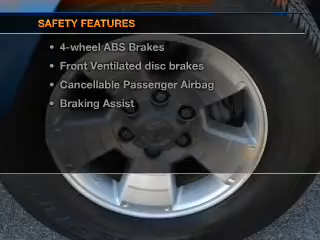 SAFETY FEATURES
• 4-wheel ABS Brakes
• Front Ventilated disc brakes
• Cancellable Passenger Airbag
• Braking Assist